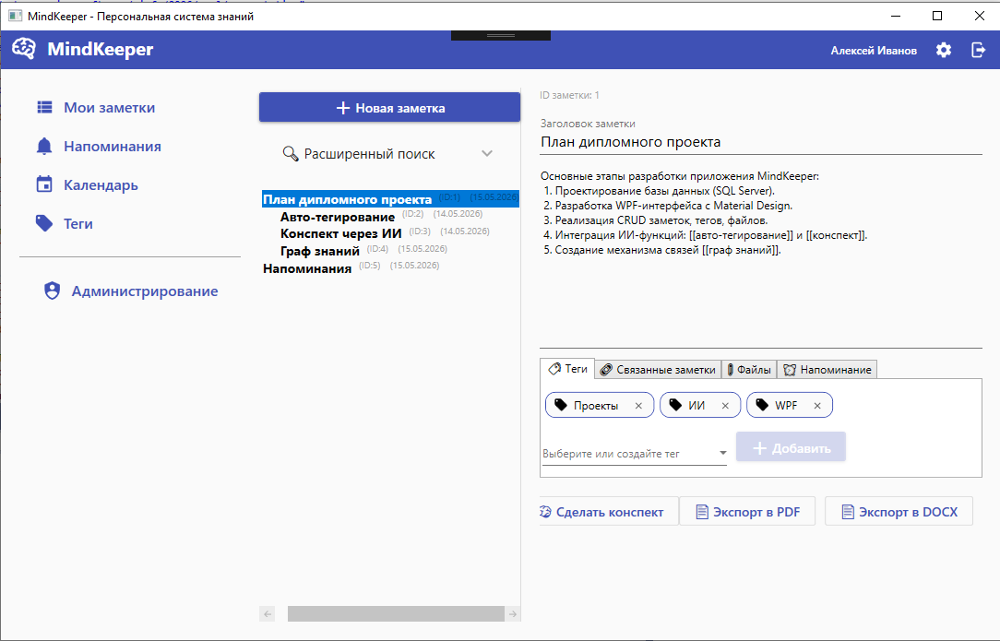 MindKeeper - Персональная система знаний
MindKeeper
Алексей Иванов
Мои заметки
Напоминания
Календарь
Теги
Администрирование
Новая заметка
Расширенный поиск
План дипломного проекта (ID:1) (15.05.2026
Авто-тегирование (ID:2) (14.05.2026)
Конспект через ИИ (ID:3) (14.05.2026)
Граф знаний (ID:4) (15.05.2026)
Напоминания (ID:5) (15.05.2026)
ID заметки: 1
Заголовок заметки
План дипломного проекта
Основные этапы разработки приложения MindKeeper:
1. Проектирование базы данных (SQL Server).
2. Разработка WPF-интерфейса с Material Design.
3. Реализация CRUD заметок, тегов, файлов.
4. Интеграция ИИ-функций: [[авто-тегирование]] и [[конспект]].
5. Создание механизма связей [[граф знаний]].
Теги Связанные заметки Файлы Напоминание
Проекты ИИ WPF
Выберите или создайте тег
Добавить
Сделать конспект Экспорт в PDF Экспорт в DOCX